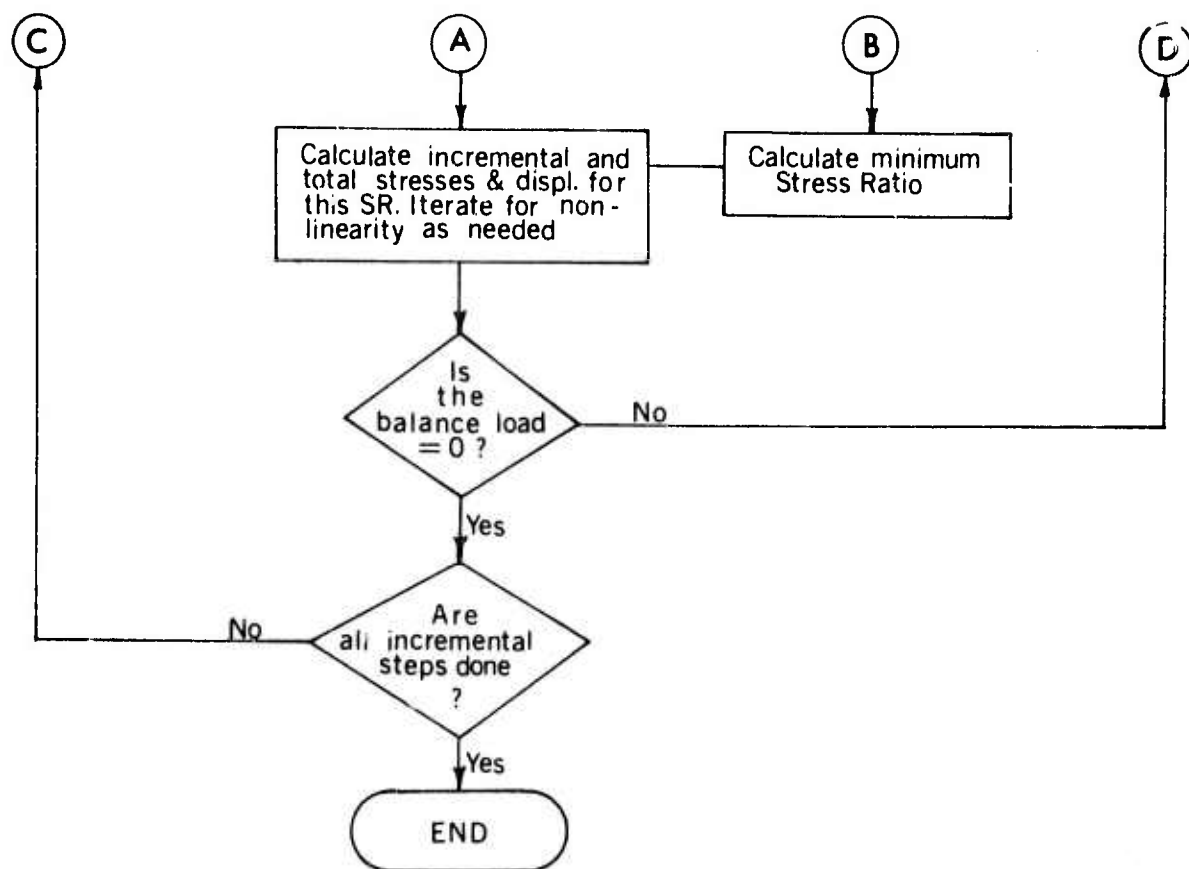 C
A
B
D
Calculate incremental and
total stresses & displ. for
this SR. Iterate for non-
linearity as needed
Calculate minimum
Stress Ratio
Is
the
balance load
= 0 ?
No
Yes
Are
all incremental
steps done
?
No
Yes
END